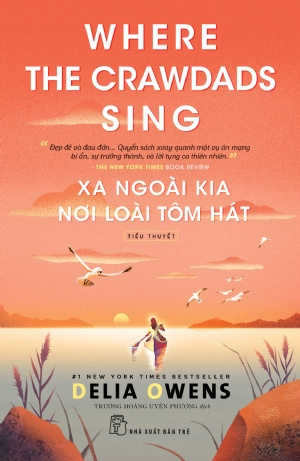 WHERE
THE CRAWDADS
SING
“ Đẹp đẽ và đau đớn... Quyển sách xoay quanh một vụ án mạng
bí ẩn, sự trưởng thành, và lời tụng ca thiên nhiên. ”
- THE NEW YORK TIMES BOOK REVIEW
XA NGOÀI KIA
NƠI LOÀI TÔM HÁT
TIỂU THUYẾT
#1 NEW YORK TIMES BESTSELLER
DELIA OWENS
TRƯƠNG HOÀNG UYÊN PHƯƠNG dịch
NHÀ XUẤT BẢN TRẺ